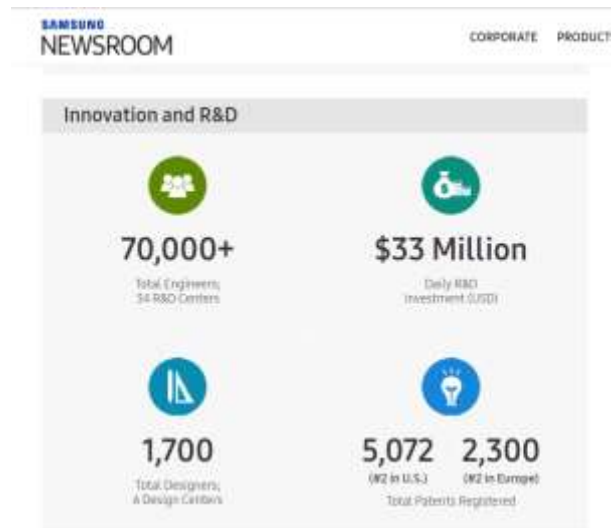 SAMSUNG
NEWSROOM
CORPORATE PRODUCT
Innovation and R&D
70,000+
Total Engineers;
34 R&D Centers
$33 Million
Daily R&D
Investment (USD)
1,700
Total Designers;
Design Centers
5,072 2,300
(#2 in U.S.) (#2 in Europe)
Total Patents Registered